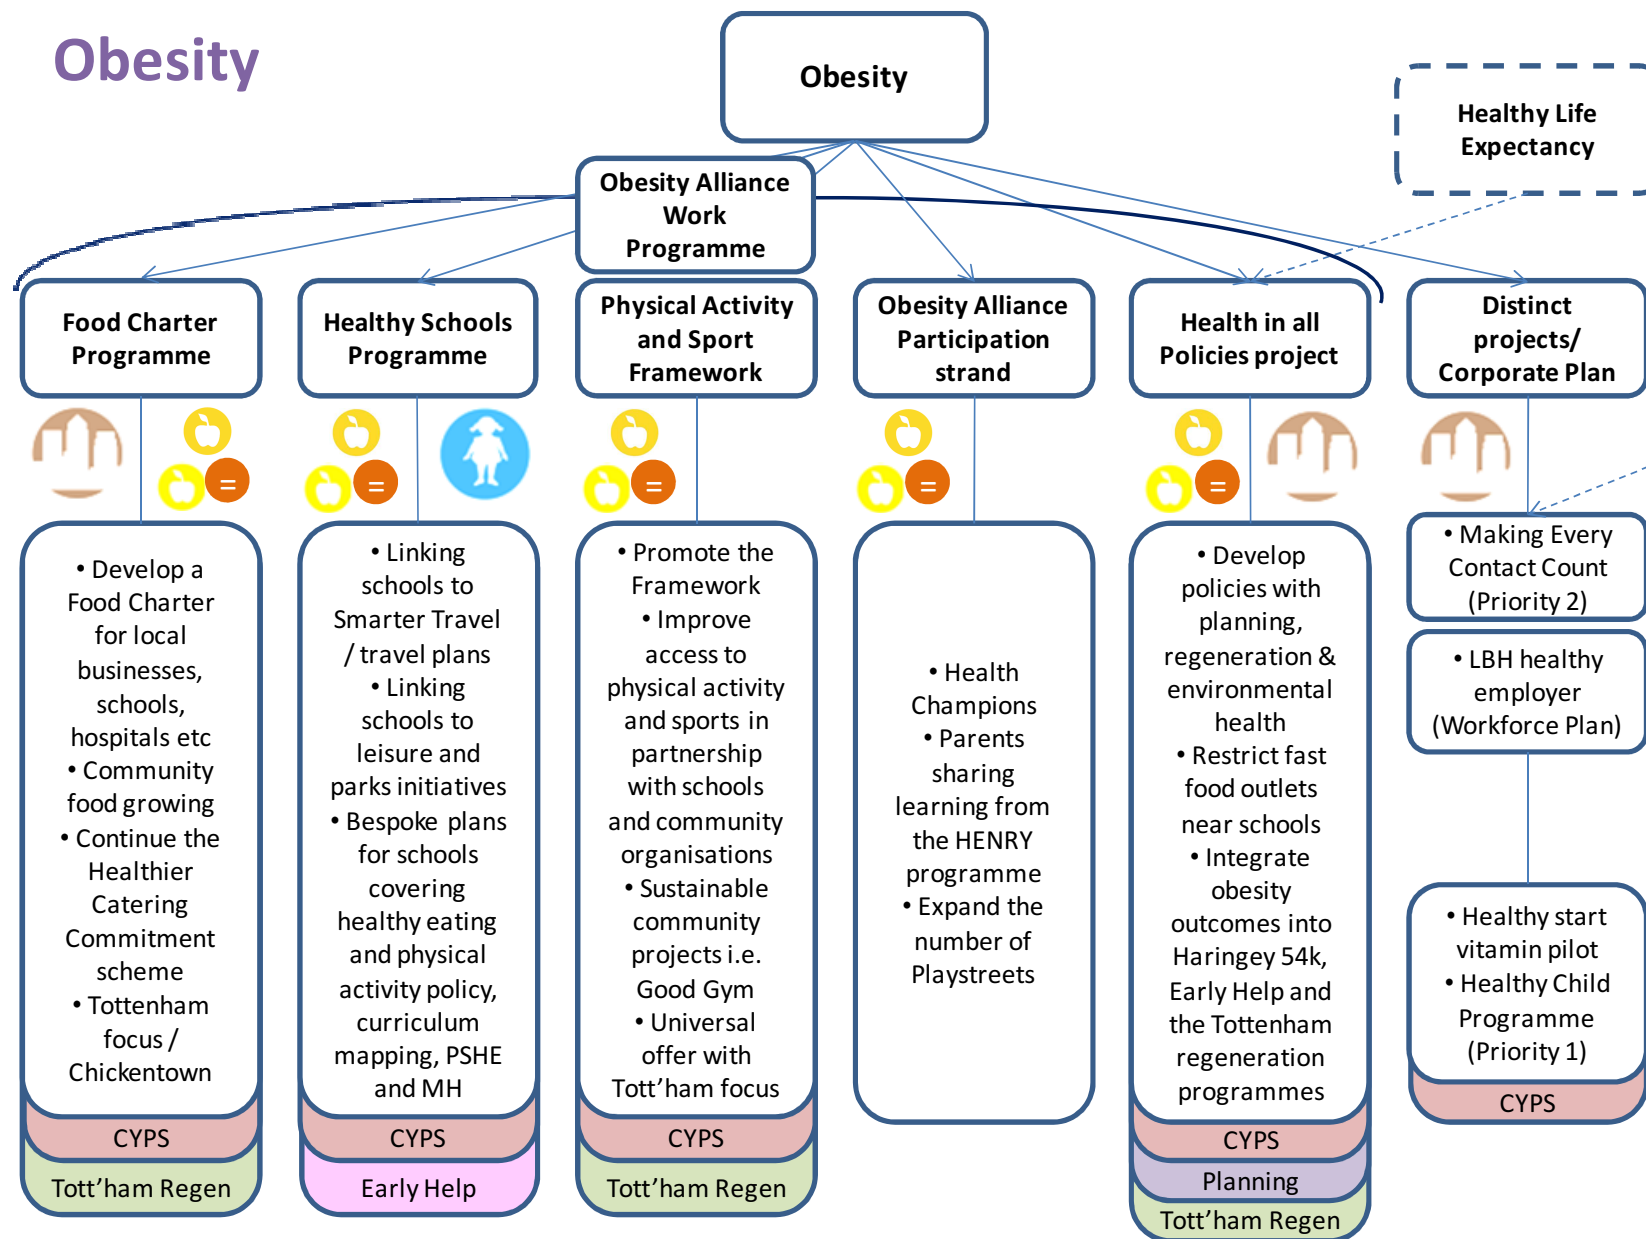 Obesity
Obesity
Healthy Life
Expectancy
Obesity Alliance
Work
Programme
Food Charter
Programme
Healthy Schools
Programme
Physical Activity
and Sport
Framework
Obesity Alliance
Participation
strand
Health in all
Policies project
Distinct
projects/
Corporate Plan
=
=
=
=
=
• Develop a
Food Charter
for local
businesses,
schools,
hospitals etc
• Community
food growing
• Continue the
Healthier
Catering
Commitment
scheme
• Tottenham
focus /
Chickentown
CYPS
Tott’ham Regen
• Linking
schools to
Smarter Travel
/ travel plans
• Linking
schools to
leisure and
parks initiatives
• Bespoke plans
for schools
covering
healthy eating
and physical
activity policy,
curriculum
mapping, PSHE
and MH
CYPS
Early Help
• Promote the
Framework
• Improve
access to
physical activity
and sports in
partnership
with schools
and community
organisations
• Sustainable
community
projects i.e.
Good Gym
• Universal
offer with
Tott’ham focus
CYPS
Tott’ham Regen
• Health
Champions
• Parents
sharing
learning from
the HENRY
programme
• Expand the
number of
Playstreets
• Develop
policies with
planning,
regeneration &
environmental
health
• Restrict fast
food outlets
near schools
• Integrate
obesity
outcomes into
Haringey 54k,
Early Help and
the Tottenham
regeneration
programmes
CYPS
Planning
Tott’ham Regen
• Making Every
Contact Count
(Priority 2)
• LBH healthy
employer
(Workforce Plan)
• Healthy start
vitamin pilot
• Healthy Child
Programme
(Priority 1)
CYPS